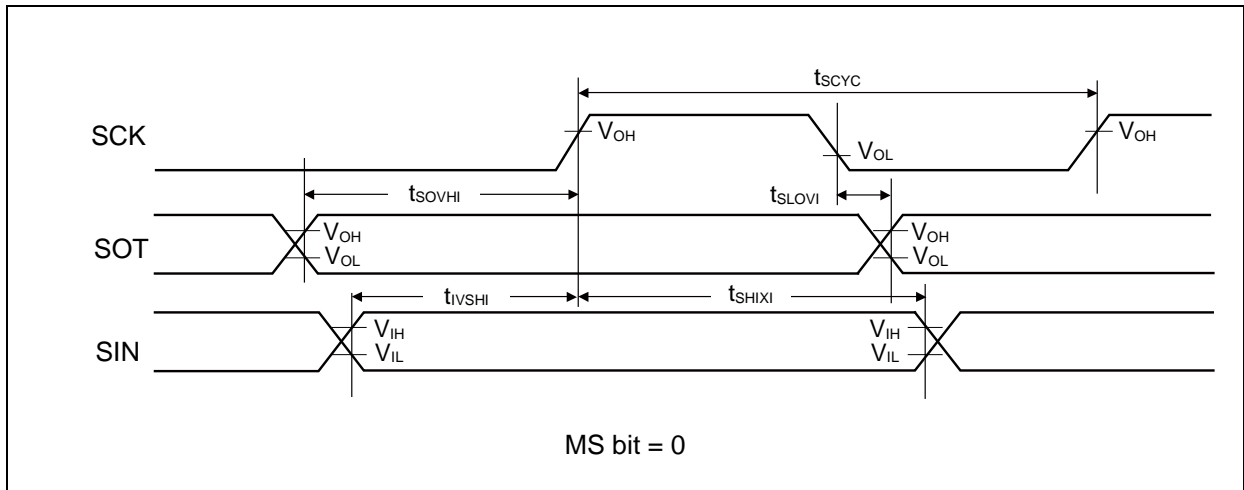 tSCYC
SCK
VOH
VOL
VOH
tSOVHI
tSLOVI
SOT
VOH
VOL
VOH
VOL
tIVSHI
tSHIXI
SIN
VIH
VIL
VIH
VIL
MS bit = 0